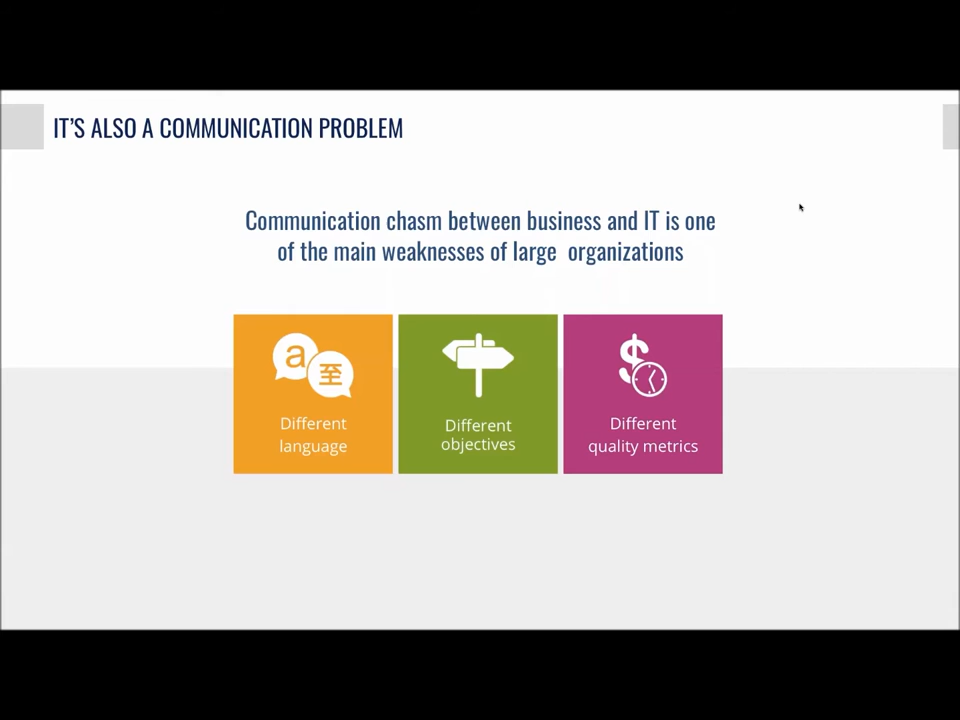 IT'S ALSO A COMMUNICATION PROBLEM
Communication chasm between business and IT is one
of the main weaknesses of large organizations
a
至
$
Different
language
Different
objectives
Different
quality metrics